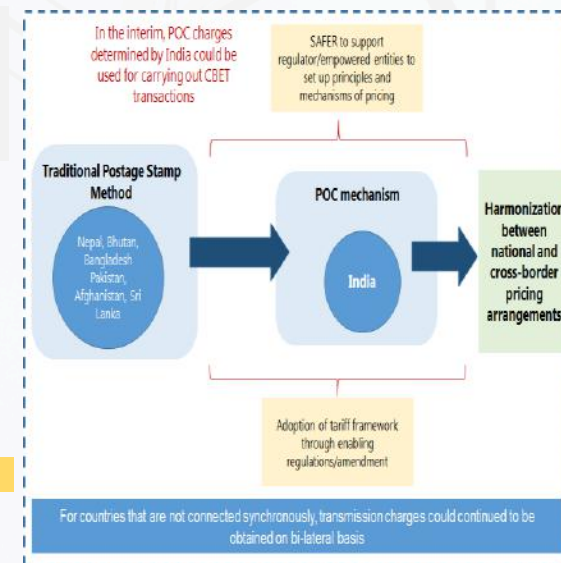 In the interim, POC charges
determined by India could be
used for carrying out CBET
transactions
SAFER to support
regulator/empowered entities to
set up principles and
mechanisms of pricing
Traditional Postage Stamp
Method
Nepal, Bhutan,
Bangladesh
Pakistan,
Afghanistan, Sri
Lanka
POC mechanism
India
Harmonization
between
national and
cross-border
pricing
arrangements
Adoption of tariff framework
through enabling
regulations/amendment
For countries that are not connected synchronously, transmission charges could continued to be
obtained on bi-lateral basis